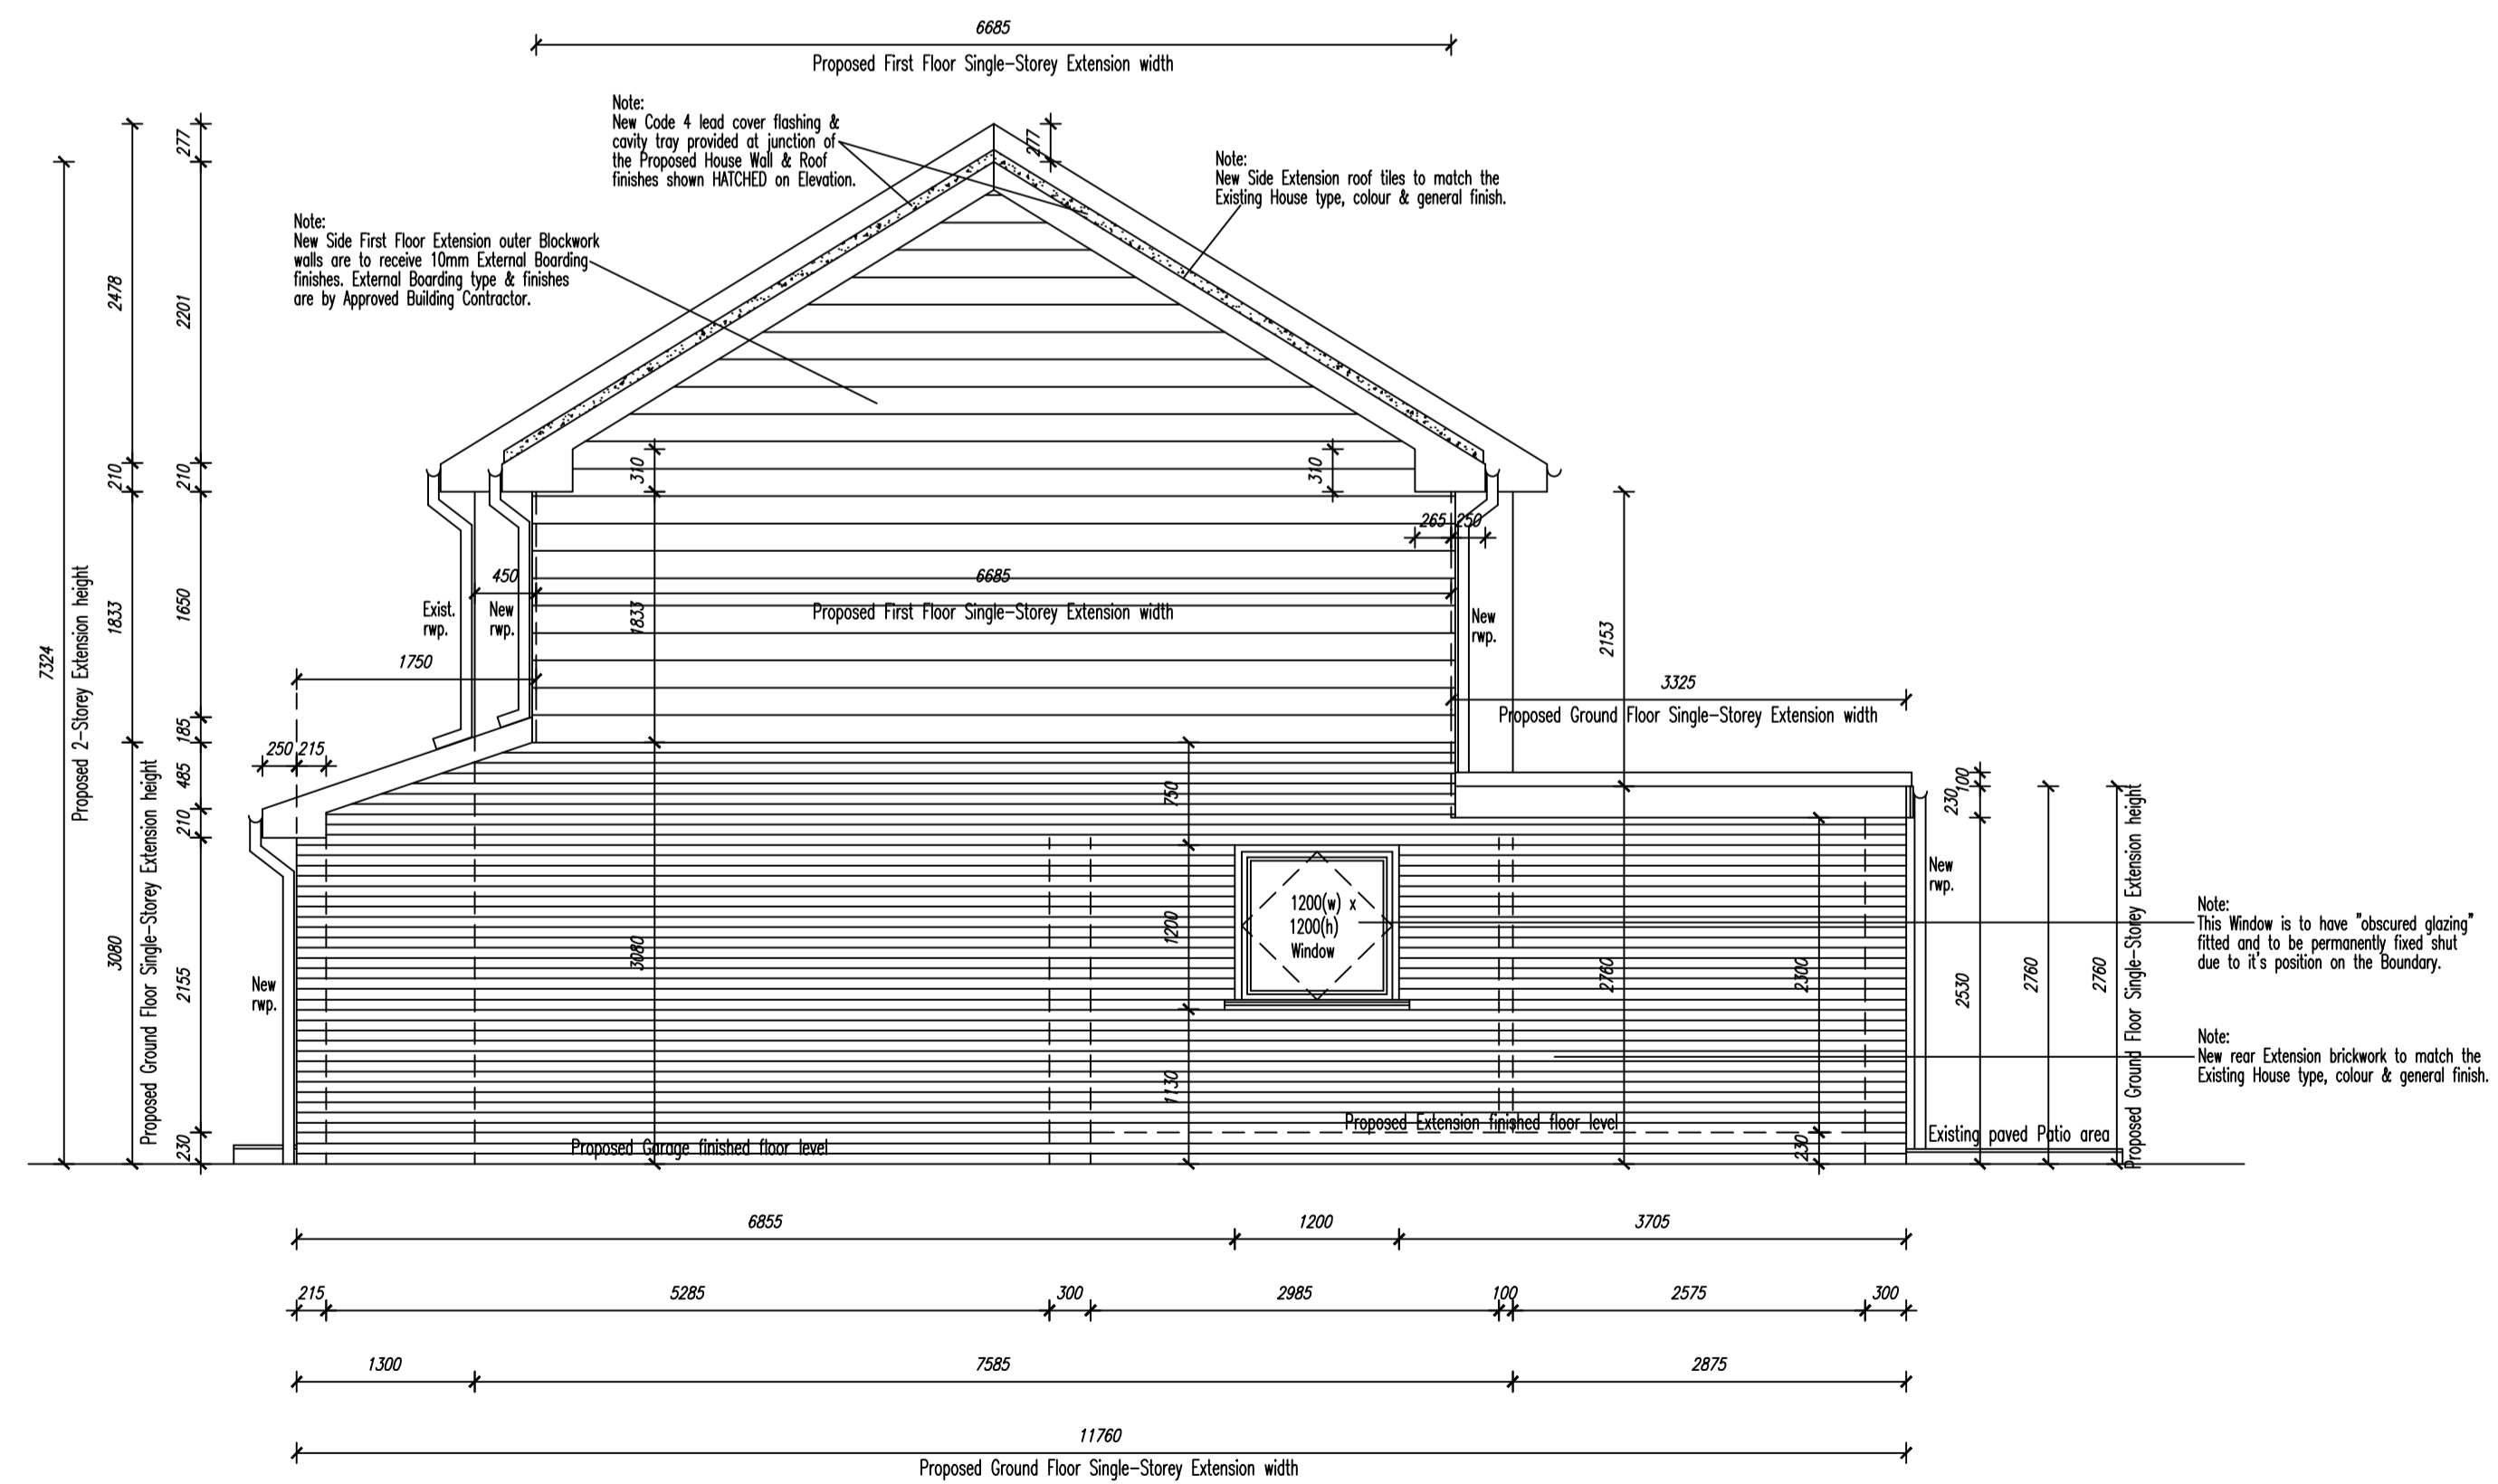 6685
Proposed First Floor Single-Storey Extension width
Note:
New Code 4 lead cover flashing &
cavity tray provided at junction of
the Proposed House Wall & Roof
finishes shown HATCHED on Elevation.
277
277
Note:
New Side Extension roof tiles to match the
Existing House type, colour & general finish.
Note:
New Side First Floor Extension outer Blockwork
walls are to receive 10mm External Boarding
finishes. External Boarding type & finishes
are by Approved Building Contractor.
2478
2201
210
210
310
310
265
250
450
6685
Proposed First Floor Single-Storey Extension width
Exist.
rwp.
New
rwp.
New
rwp.
1833
1650
1833
2153
7324
Proposed 2-Storey Extension height
1750
3325
Proposed Ground Floor Single-Storey Extension width
185
250
215
485
210
750
100
230
3080
Proposed Ground Floor Single-Storey Extension height
2155
230
New
rwp.
3080
1200
1130
1200(w) x
1200(h)
Window
2760
2300
230
New
rwp.
2530
2760
2760
Proposed Ground Floor Single-Storey Extension height
Note:
This Window is to have "obscured glazing"
fitted and to be permanently fixed shut
due to it's position on the Boundary.
Note:
New rear Extension brickwork to match the
Existing House type, colour & general finish.
Proposed Extension finished floor level
Existing paved Patio area
Proposed Garage finished floor level
6855
1200
3705
215
5285
300
2985
100
2575
300
1300
7585
2875
11760
Proposed Ground Floor Single-Storey Extension width